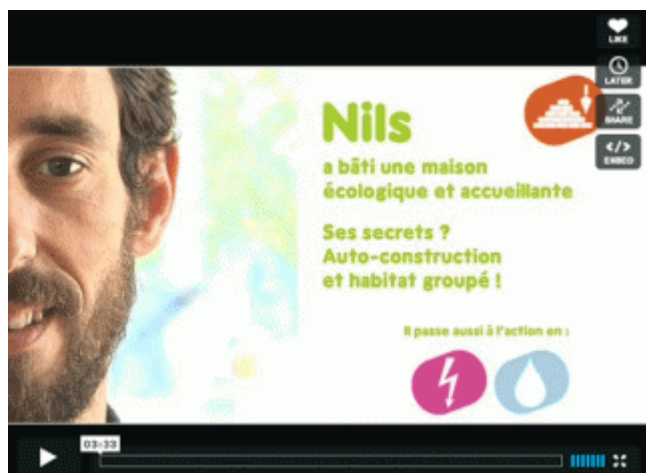 LIKE
LATER
SHARE
EMBED
Nils
a bâti une maison
écologique et accueillante
Ses secrets ?
Auto-construction
et habitat groupé !
Il passe aussi à l'action en :
03:33